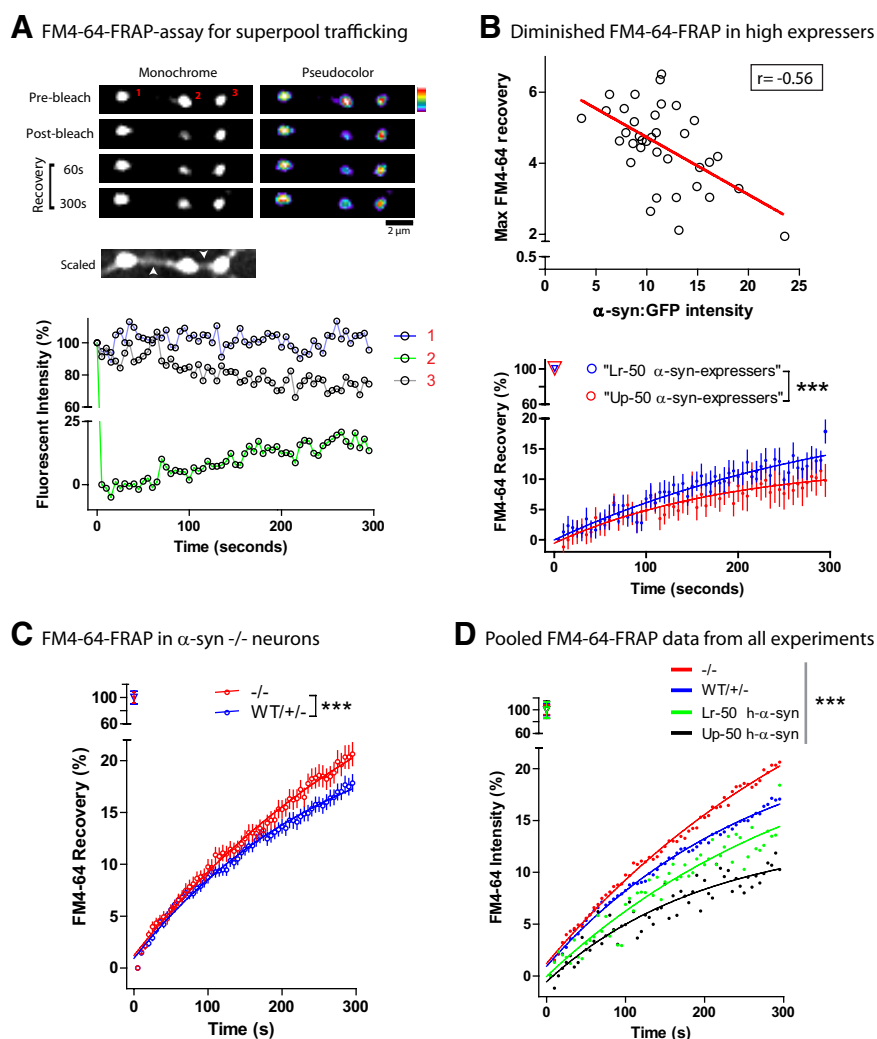 A FM4-64-FRAP-assay for superpool trafficking
Monochrome Pseudocolor
Pre-bleach 1 2 3
Post-bleach
Recovery
60s
300s
2 µm
Scaled
Fluorescent Intensity (%)
100
80
60
25
0
1
2
3
0 100 200 300
Time (seconds)
B Diminished FM4-64-FRAP in high expressers
Max FM4-64 recovery
r= -0.56
6
4
2
0.5
0 5 10 15 20 25
α-syn:GFP intensity
FM4-64 Recovery (%)
100
60
20
15
10
5
0
"Lr-50 α-syn-expressers"
"Up-50 α-syn-expressers"
***
0 100 200 300
Time (seconds)
C FM4-64-FRAP in α-syn -/- neurons
FM4-64 Recovery (%)
100
60
20
15
10
5
0
-/-
WT/+/-
***
0 100 200 300
Time (s)
D Pooled FM4-64-FRAP data from all experiments
FM4-64 Intensity (%)
100
60
20
15
10
5
0
-/-
WT/+/-
Lr-50 h-α-syn
Up-50 h-α-syn
***
0 100 200 300
Time (s)